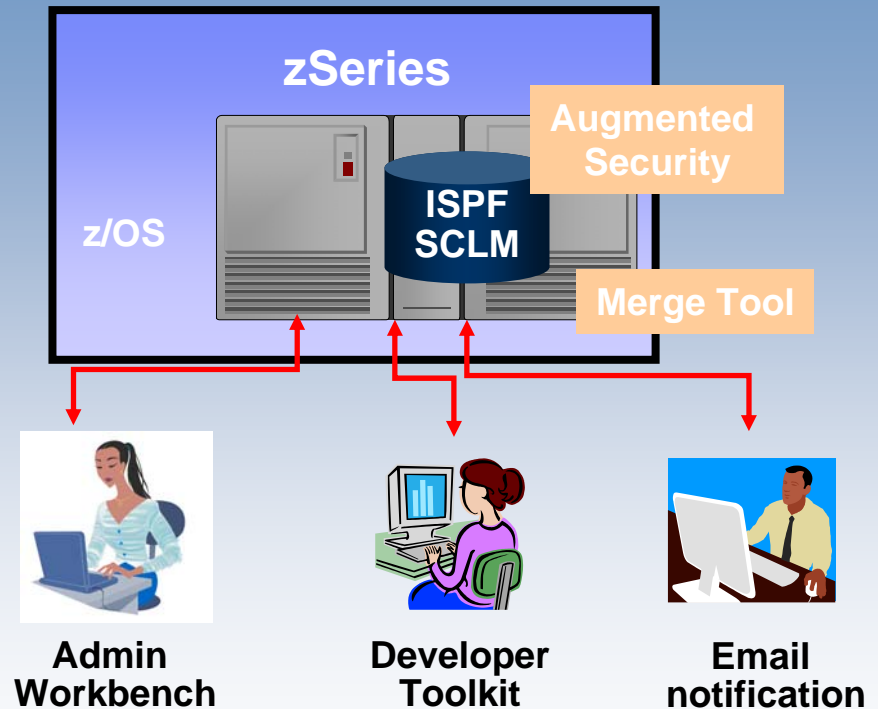 zSeries
Augmented
Security
ISPF
SCLM
z/OS
Merge Tool
Admin
Workbench
Developer
Toolkit
Email
notification